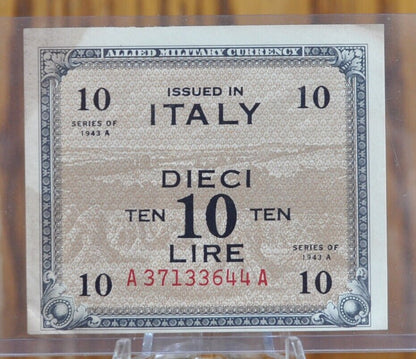 ALLIED MILITARY CURRENCY
10 ISSUED IN 10
ITALY
SERIES OF
1943 A
DIECI
TEN 10 TEN
LIRE
SERIES OF
1943 A
10 A 37133644 A 10